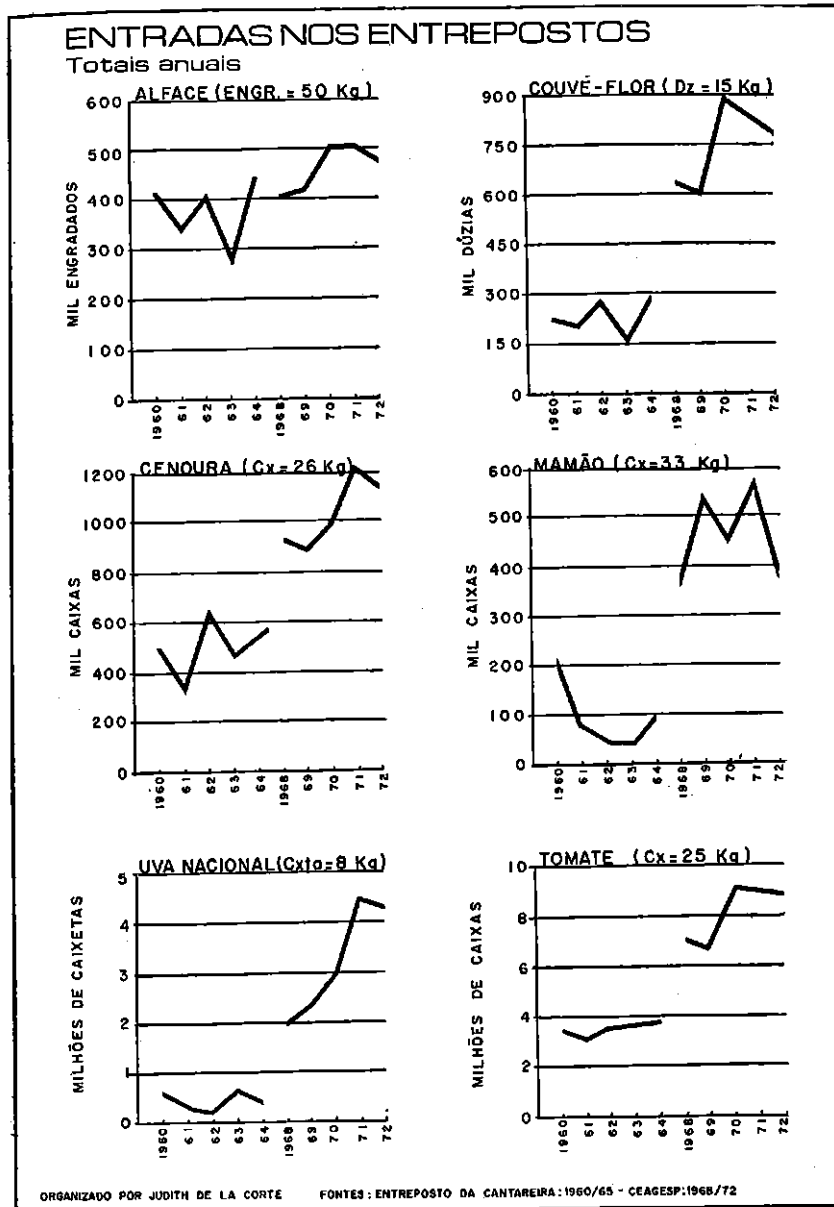 ENTRADAS NOS ENTREPOSTOS
Totais anuais
ALFACE (ENGR. = 50 Kg)
MIL ENGRADADOS
600
500
400
300
200
100
0
1960 61 62 63 64 1968 69 70 71 72
COUVÉ-FLOR (Dz = 15 Kg)
MIL DÚZIAS
900
750
600
450
300
150
0
1960 61 62 63 64 1968 69 70 71 72
CENOURA (Cx = 26 Kg)
MIL CAIXAS
1200
1000
800
600
400
200
0
1960 61 62 63 64 1968 69 70 71 72
MAMÃO (Cx=33 Kg)
MIL CAIXAS
600
500
400
300
200
100
0
1960 61 62 63 64 1968 69 70 71 72
UVA NACIONAL (Cxta=8 Kg)
MILHÕES DE CAIXETAS
5
4
3
2
1
0
1960 61 62 63 64 1968 69 70 71 72
TOMATE (Cx=25 Kg)
MILHÕES DE CAIXAS
10
8
6
4
2
0
1960 61 62 63 64 1968 69 70 71 72
ORGANIZADO POR JUDITH DE LA CORTE FONTES: ENTREPOSTO DA CANTAREIRA: 1960/65 - CEAGESP: 1968/72